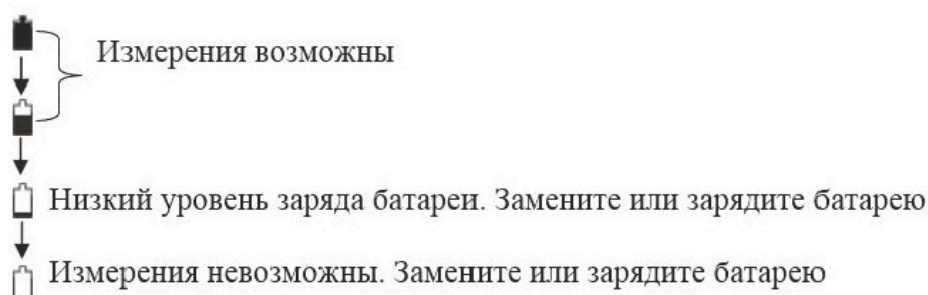 Измерения возможны
Низкий уровень заряда батареи. Замените или зарядите батарею
Измерения невозможны. Замените или зарядите батарею